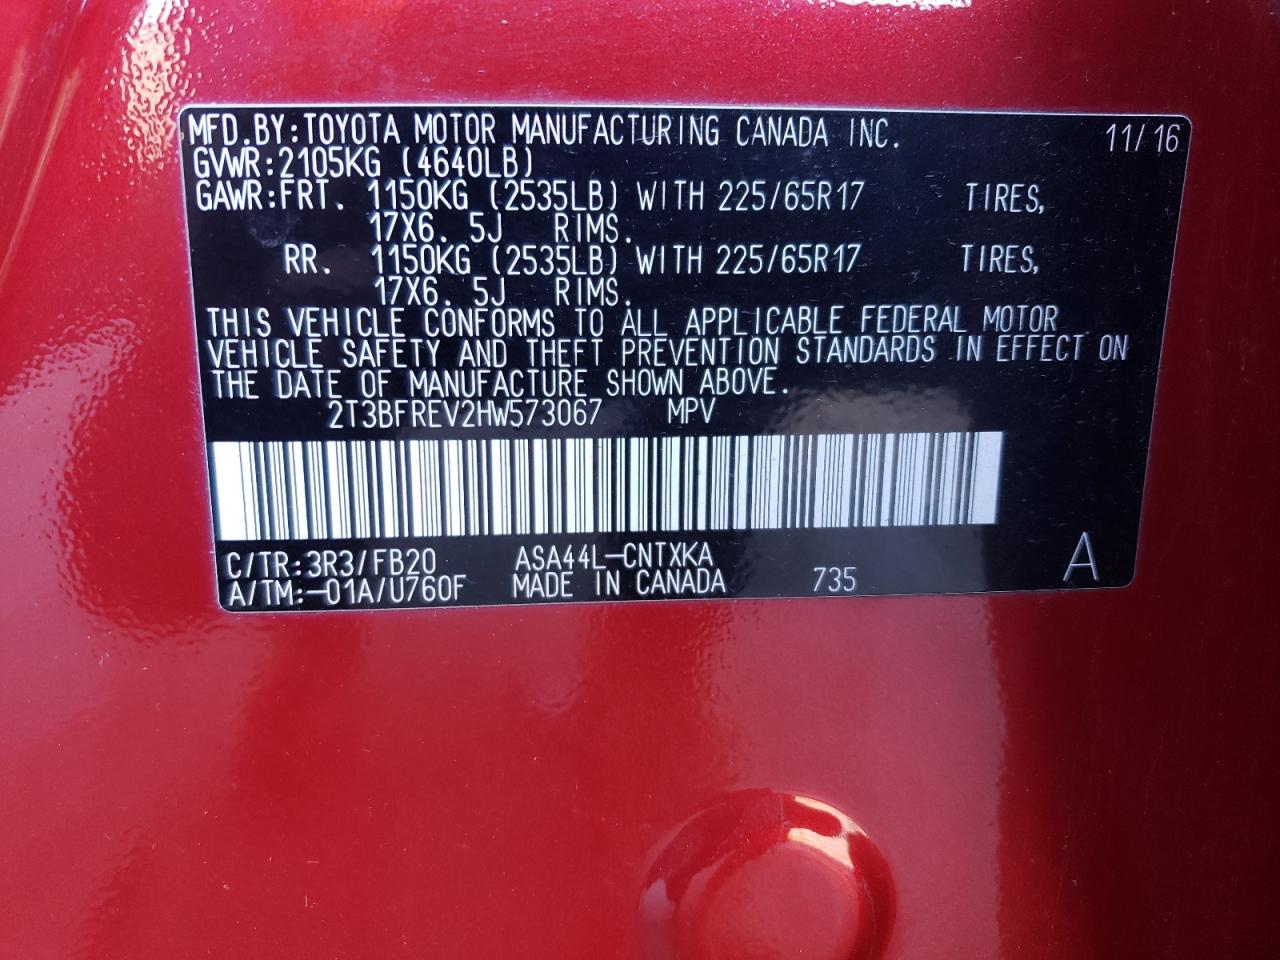 MFD.BY:TOYOTA MOTOR MANUFACTURING CANADA INC. 11/16
GVWR:2105KG (4640LB)
GAWR:FRT. 1150KG (2535LB) WITH 225/65R17 TIRES,
17X6.5J RIMS.
RR. 1150KG (2535LB) WITH 225/65R17 TIRES,
17X6.5J RIMS.
THIS VEHICLE CONFORMS TO ALL APPLICABLE FEDERAL MOTOR
VEHICLE SAFETY AND THEFT PREVENTION STANDARDS IN EFFECT ON
THE DATE OF MANUFACTURE SHOWN ABOVE.
2T3BFREV2HW573067 MPV
C/TR:3R3/FB20 ASA44L-CNTXKA A
A/TM:-01A/U760F MADE IN CANADA 735